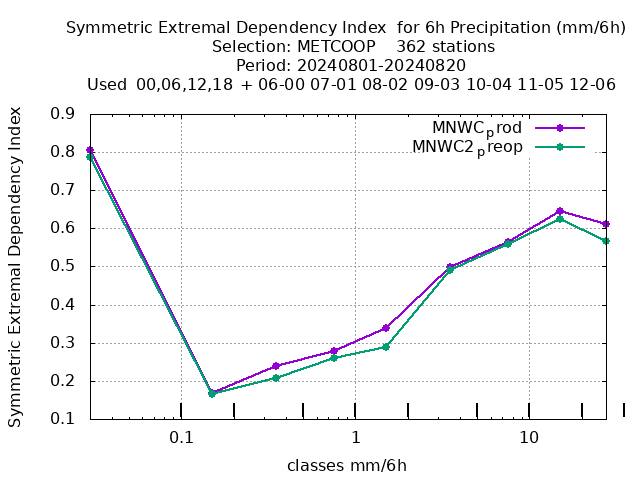 Symmetric Extremal Dependency Index  for 6h Precipitation (mm/6h)
Selection: METCOOP    362 stations
Period: 20240801-20240820
Used  00,06,12,18  + 06-00 07-01 08-02 09-03 10-04 11-05 12-06
Symmetric Extremal Dependency Index
0.9
0.8
0.7
0.6
0.5
0.4
0.3
0.2
0.1
MNWCprod
MNWC2preop
0.1 1 10
classes mm/6h